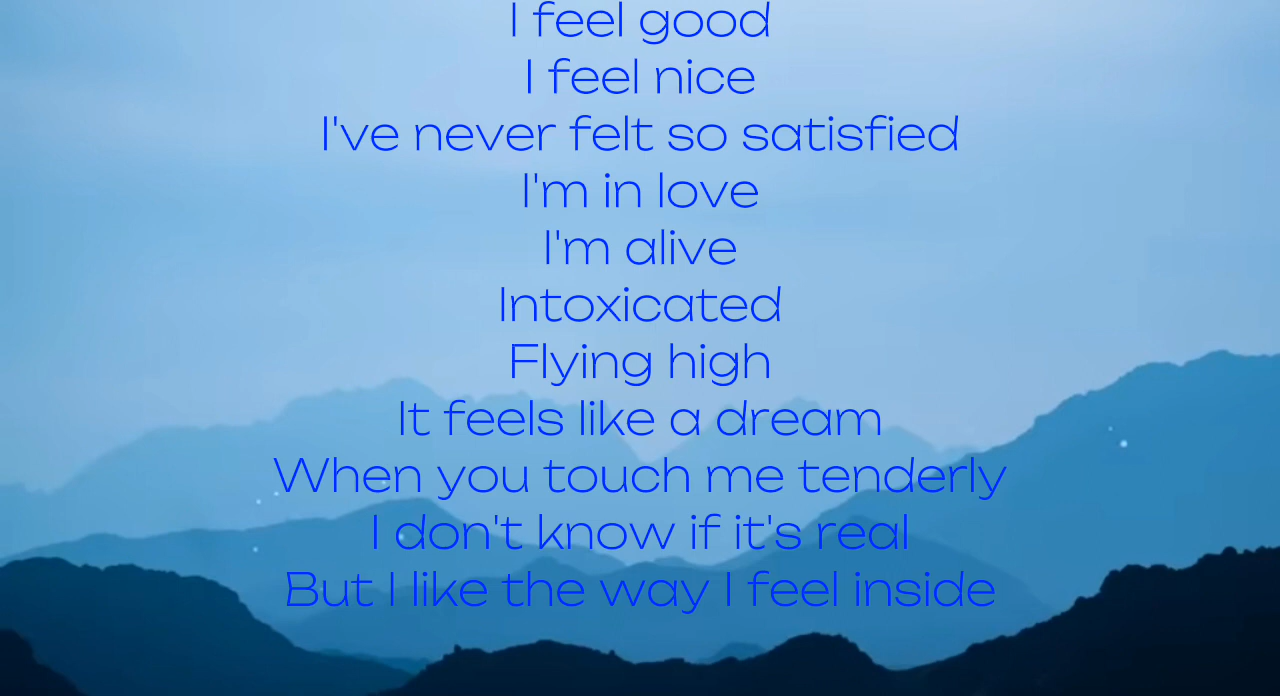 I feel good
I feel nice
I've never felt so satisfied
I'm in love
I'm alive
Intoxicated
Flying high
It feels like a dream
When you touch me tenderly
I don't know if it's real
But I like the way I feel inside